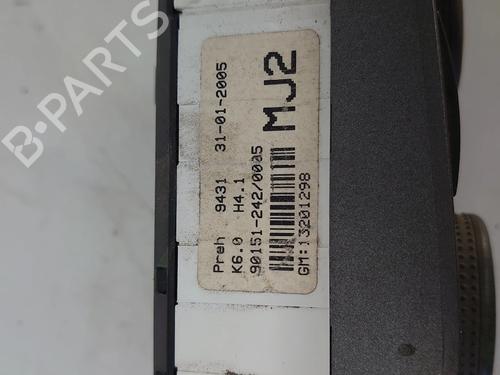 Preh 9431 31-01-2005
K6.0 H4.1
90151-242/0005
MJ2
GM:13201298
B-PARTS